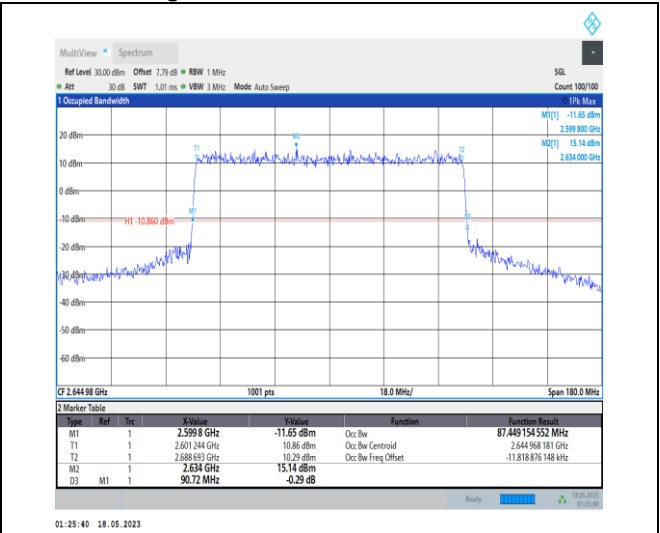 MultiView Spectrum
Ref Level 30.00 dBm Offset 7.79 dB RBW 1 MHz SGL
Att 30 dB SWT 1.01 ms VBW 3 MHz Mode Auto Sweep Count 100/100
1 Occupied Bandwidth 1Pk Max
M1[1] -11.65 dBm
2.599 800 GHz
M2[1] 15.14 dBm
2.634 000 GHz
20 dBm
M2
T1 T2
10 dBm
0 dBm
M1
-10 dBm
H1 -10.860 dBm
D3
-20 dBm
-30 dBm
-40 dBm
-50 dBm
-60 dBm
CF 2.644 98 GHz 1001 pts 18.0 MHz/ Span 180.0 MHz
2 Marker Table
Type Ref Trc X-Value Y-Value Function Function Result
M1 1 2.599 8 GHz -11.65 dBm Occ Bw 87.449 154 552 MHz
T1 1 2.601 244 GHz 10.86 dBm Occ Bw Centroid 2.644 968 181 GHz
T2 1 2.688 693 GHz 10.29 dBm Occ Bw Freq Offset -11.818 876 148 kHz
M2 1 2.634 GHz 15.14 dBm
D3 M1 1 90.72 MHz -0.29 dB
Ready 18.05.2023
01:25:40
01:25:40 18.05.2023